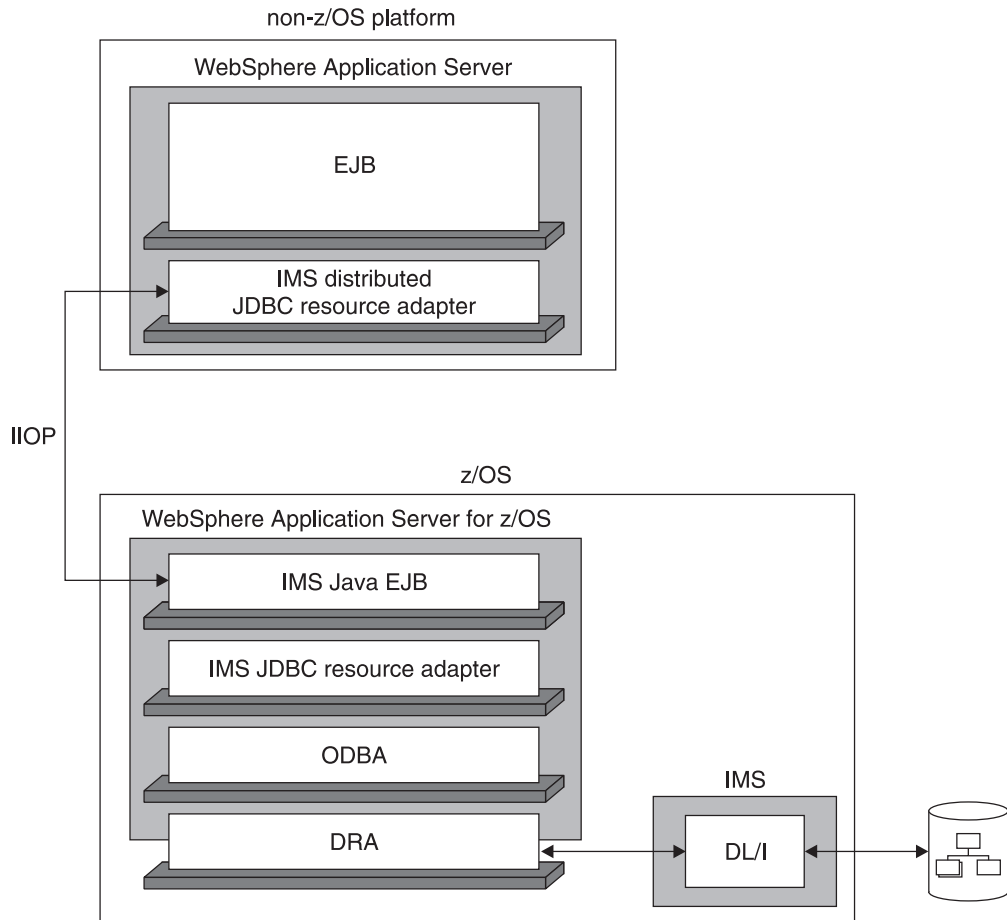 non-z/OS platform
WebSphere Application Server
EJB
IMS distributed
JDBC resource adapter
IIOP
z/OS
WebSphere Application Server for z/OS
IMS Java EJB
IMS JDBC resource adapter
ODBA
IMS
DRA
DL/I